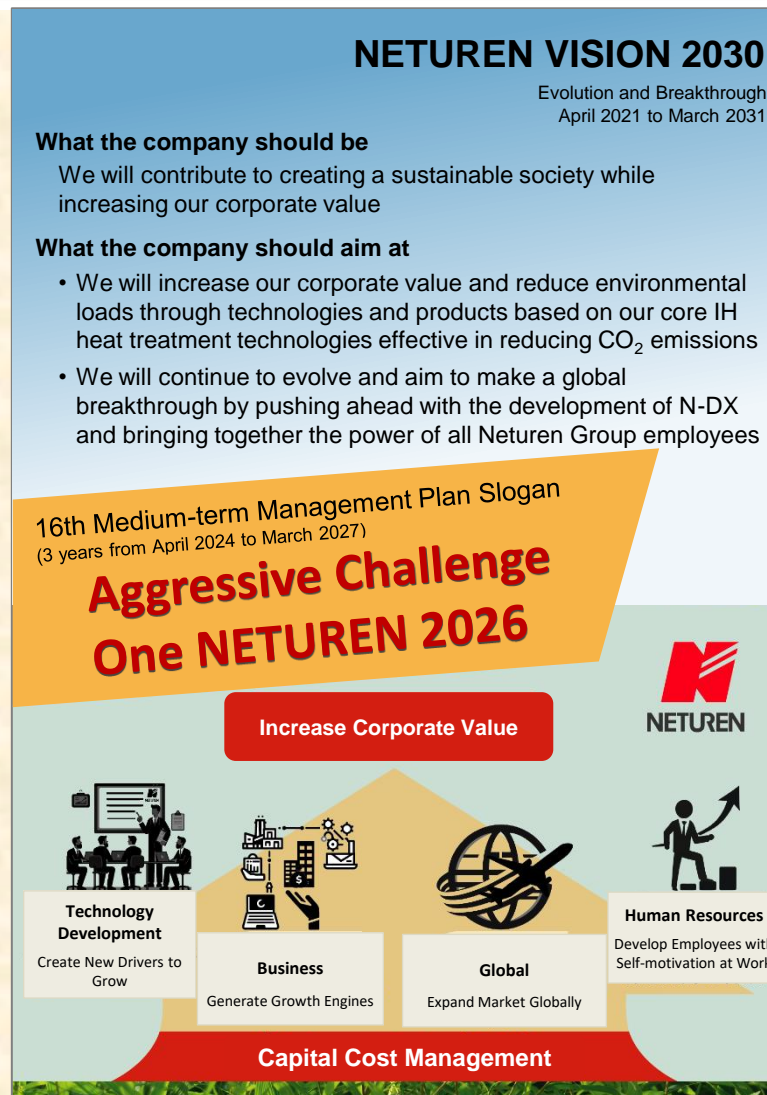 NETUREN VISION 2030
Evolution and Breakthrough
April 2021 to March 2031
What the company should be
We will contribute to creating a sustainable society while
increasing our corporate value
What the company should aim at
• We will increase our corporate value and reduce environmental
loads through technologies and products based on our core IH
heat treatment technologies effective in reducing CO₂ emissions
• We will continue to evolve and aim to make a global
breakthrough by pushing ahead with the development of N-DX
and bringing together the power of all Neturen Group employees
16th Medium-term Management Plan Slogan
(3 years from April 2024 to March 2027)
Aggressive Challenge
One NETUREN 2026
NETUREN
Increase Corporate Value
Technology
Development
Create New Drivers to
Grow
Business
Generate Growth Engines
Global
Expand Market Globally
Human Resources
Develop Employees with
Self-motivation at Work
Capital Cost Management